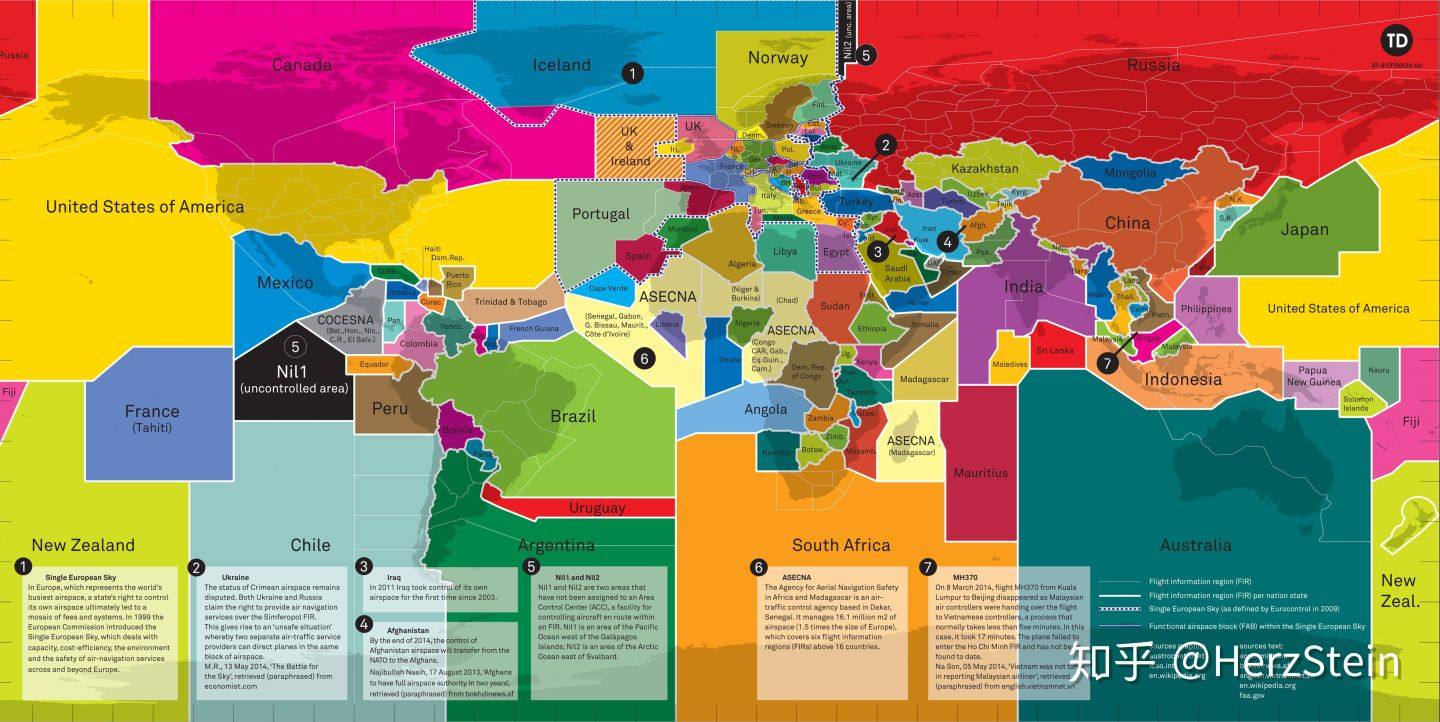 Russia
Canada
Iceland
1
Norway
Nil2 (unc. area)
5
Russia
TD
td-architects.eu
UK
&
Ireland
UK
Irl.
Denm.
Sweden
Finl.
Est.
Lat.
NL
Ger.
Pol.
France
Ukraine
2
Kazakhstan
Mongolia
United States of America
Portugal
Spain
Italy
Greece
Turkey
Azer.
Turkm.
Uzbek.
Kyrg.
Tajik.
China
N.K.
S.K.
Japan
Morocco
Tun.
Malta
Cy.
Syr.
Irak
Iran
Kuw.
4
Afgh.
3
Pak.
Nep.
Mexico
Haiti
Dom.Rep.
Cuba
Jamaica
Puerto
Rico
Curac.
Trinidad & Tobago
Spain
Algeria
Libya
Egypt
Saudi
Arabia
UAE
Oman
India
Myan.
Laos
Thail.
Camb.
Vietn.
Philippines
United States of America
Cape Verde
ASECNA
(Senegal, Gabon,
G. Bissau, Maurit.,
Côte d'Ivoire)
(Niger &
Burkina)
(Chad)
Sudan
Eritr.
Yemen
COCESNA
(Bel.,Hon., Nic.,
C.R., El Salv.)
Pan.
Venez.
Colombia
French Guiana
Liberia
Ghana
Nigeria
ASECNA
(Congo
CAR, Gab.,
Eq.Guin.,
Cam.)
Ethiopia
Somalia
5
Nil1
(uncontrolled area)
Equador
6
Dem. Rep.
of Congo
Ug.
Kenya
Tanzania
Madagascar
Maledives
Sri Lanka
Malaysia
Singap.
Malaysia
7
Indonesia
Papua
New Guinea
Nauru
Solomon
Islands
Fiji
Fiji
France
(Tahiti)
Peru
Brazil
Bolivia
Para.
Angola
Zambia
Malaw.
Zimb.
Namibia
Botsw.
Mozamb.
ASECNA
(Madagascar)
Mauritius
Uruguay
New Zealand
Chile
Argentina
South Africa
Australia
New
Zeal.
1
Single European Sky
In Europe, which represents the world's
busiest airspace, a state's right to control
its own airspace ultimately led to a
mosaic of fees and systems. In 1999 the
European Commission introduced the
Single European Sky, which deals with
capacity, cost-efficiency, the environment
and the safety of air-navigation services
across and beyond Europe.
2
Ukraine
The status of Crimean airspace remains
disputed. Both Ukraine and Russia
claim the right to provide air navigation
services over the Simferopol FIR.
This gives rise to an 'unsafe situation'
whereby two separate air-traffic service
providers can direct planes in the same
block of airspace.
M.R., 13 May 2014, 'The Battle for
the Sky', retrieved (paraphrased) from
economist.com
3
Iraq
In 2011 Iraq took control of its own
airspace for the first time since 2003.
4
Afghanistan
By the end of 2014, the control of
Afghanistan airspace will transfer from the
NATO to the Afghans.
Najibullah Nasih, 17 August 2013, 'Afghans
to have full airspace authority in two years',
retrieved (paraphrased) from bokhdinews.af
5
Nil1 and Nil2
Nil1 and Nil2 are two areas that
have not been assigned to an Area
Control Center (ACC), a facility for
controlling aircraft en route within
an FIR. Nil1 is an area of the Pacific
Ocean west of the Galápagos
Islands; Nil2 is an area of the Arctic
Ocean east of Svalbard.
6
ASECNA
The Agency for Aerial Navigation Safety
in Africa and Madagascar is an air-
traffic control agency based in Dakar,
Senegal. It manages 16.1 million m2 of
airspace (1.5 times the size of Europe),
which covers six flight information
regions (FIRs) above 16 countries.
7
MH370
On 8 March 2014, flight MH370 from Kuala
Lumpur to Beijing disappeared as Malaysian
air controllers were handing over the flight
to Vietnamese controllers, a process that
normally takes less than five minutes. In this
case, it took 17 minutes. The plane failed to
enter the Ho Chi Minh FIR and has not been
found to date.
Na Son, 05 May 2014, 'Vietnam was not
in reporting Malaysian airliner', retrieved
(paraphrased) from english.vietnamnet.vn
Flight information region (FIR)
Flight information region (FIR) per nation state
Single European Sky (as defined by Eurocontrol in 2009)
Functional airspace block (FAB) within the Single European Sky
en.wikipedia.org
faa.gov
知乎 @HerzStein